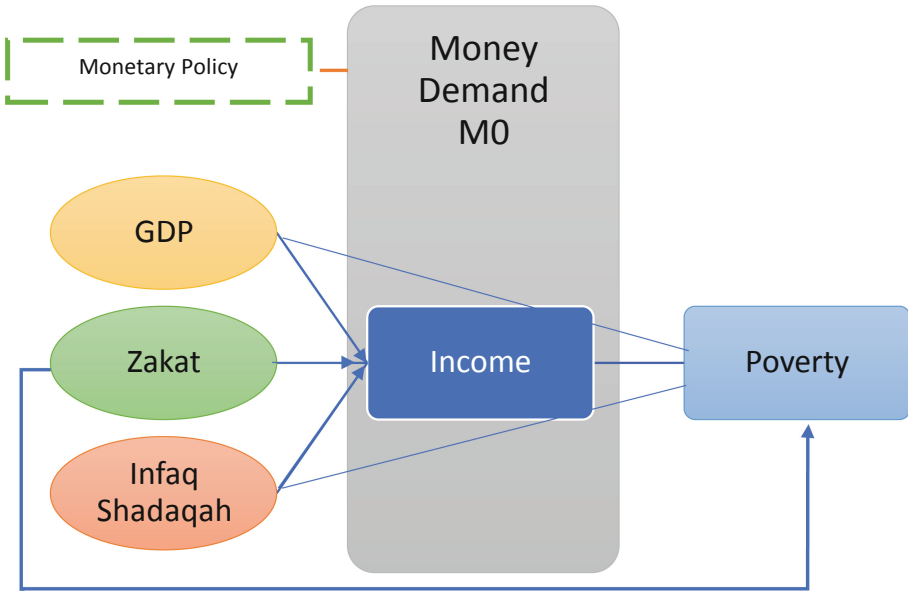 Monetary Policy
Money
Demand
M0
GDP
Zakat
Income
Poverty
Infaq
Shadaqah